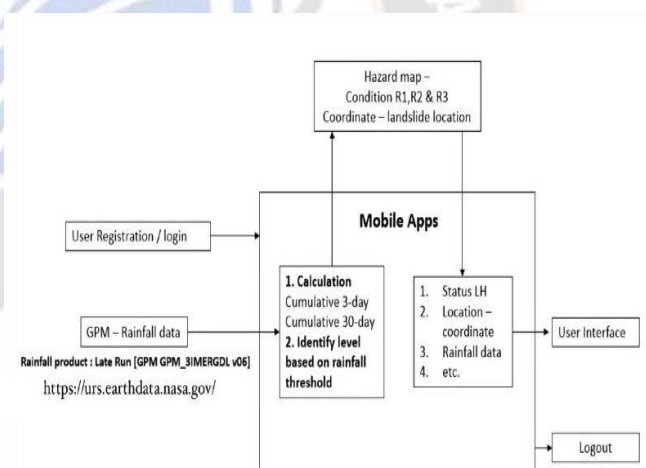 Hazard map –
Condition R1,R2 & R3
Coordinate – landslide location
Mobile Apps
User Registration / login
1. Calculation
Cumulative 3-day
Cumulative 30-day
2. Identify level
based on rainfall
threshold
1. Status LH
2. Location –
coordinate
3. Rainfall data
4. etc.
User Interface
GPM – Rainfall data
Rainfall product : Late Run [GPM GPM_3IMERGDL v06]
https://urs.earthdata.nasa.gov/
Logout